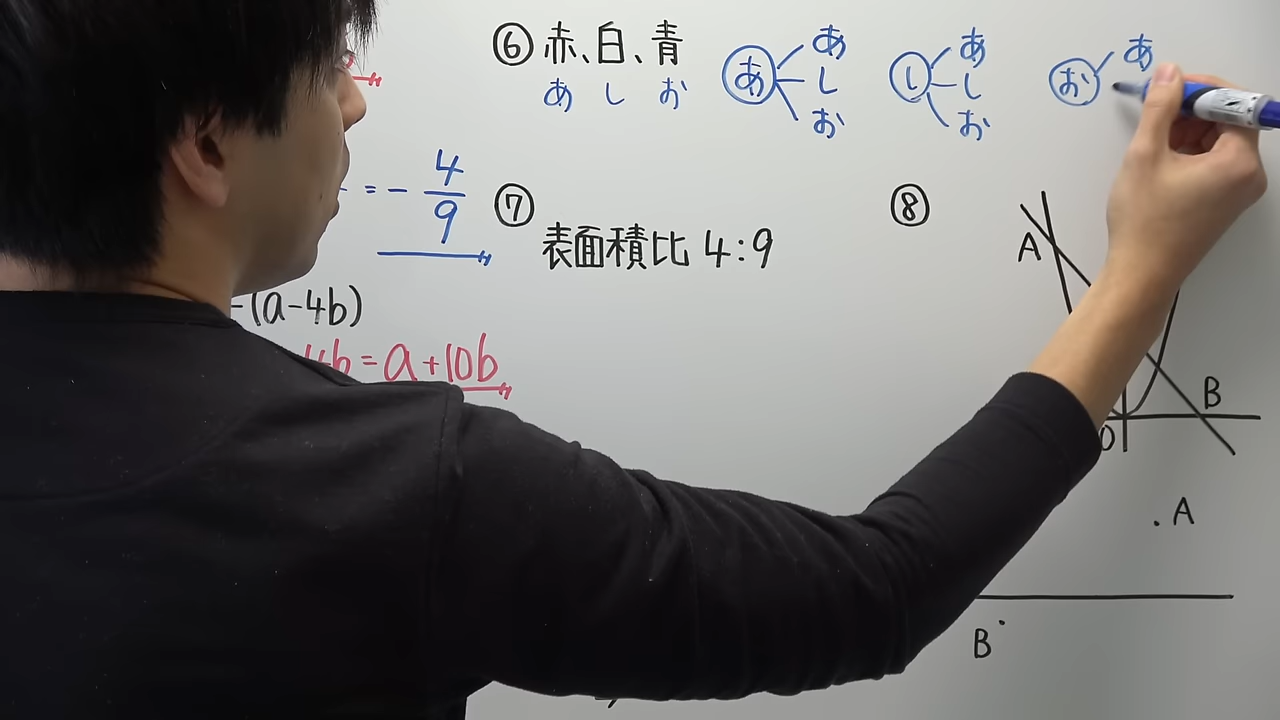 ⑥ 赤、白、青
あ し お
あ あ し お
し あ し お
お あ
= - 4/9
⑦
表面積比 4:9
⑧
A
-(a-4b)
4b = a+10b
B
O
. A
B